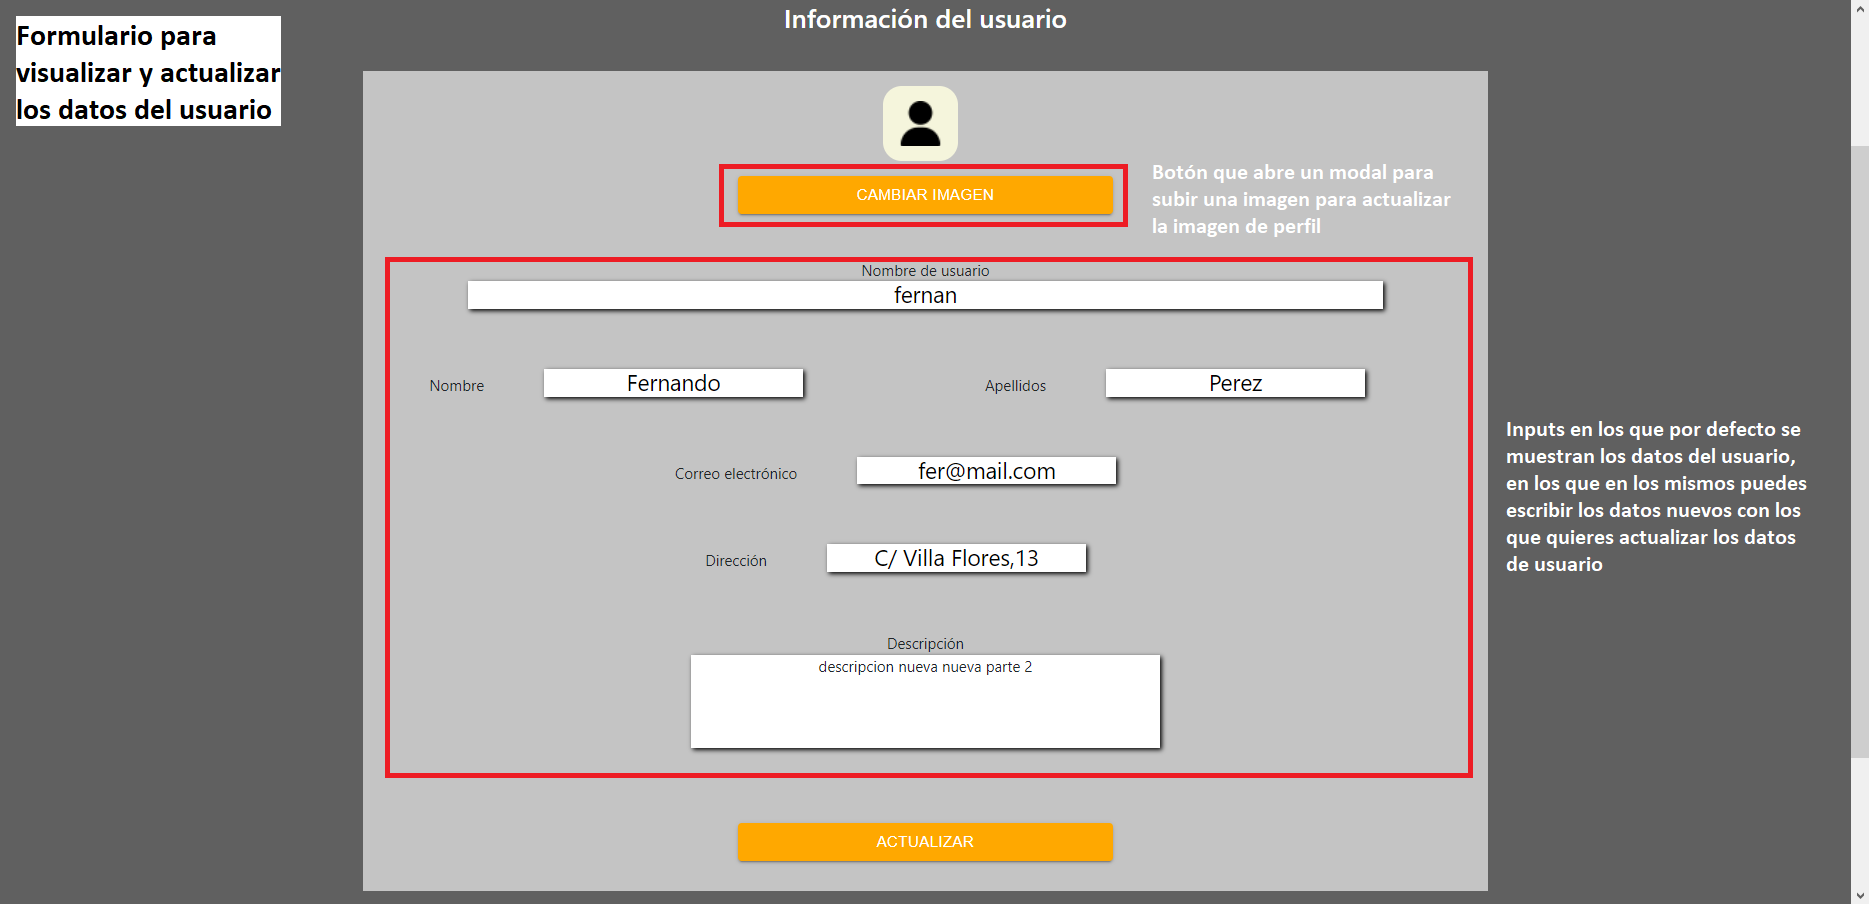 Información del usuario
Formulario para
visualizar y actualizar
los datos del usuario
CAMBIAR IMAGEN
Botón que abre un modal para
subir una imagen para actualizar
la imagen de perfil
Nombre de usuario
fernan
Nombre Fernando Apellidos Perez
Correo electrónico fer@mail.com
Dirección C/ Villa Flores,13
Descripción
descripcion nueva nueva parte 2
Inputs en los que por defecto se
muestran los datos del usuario,
en los que en los mismos puedes
escribir los datos nuevos con los
que quieres actualizar los datos
de usuario
ACTUALIZAR